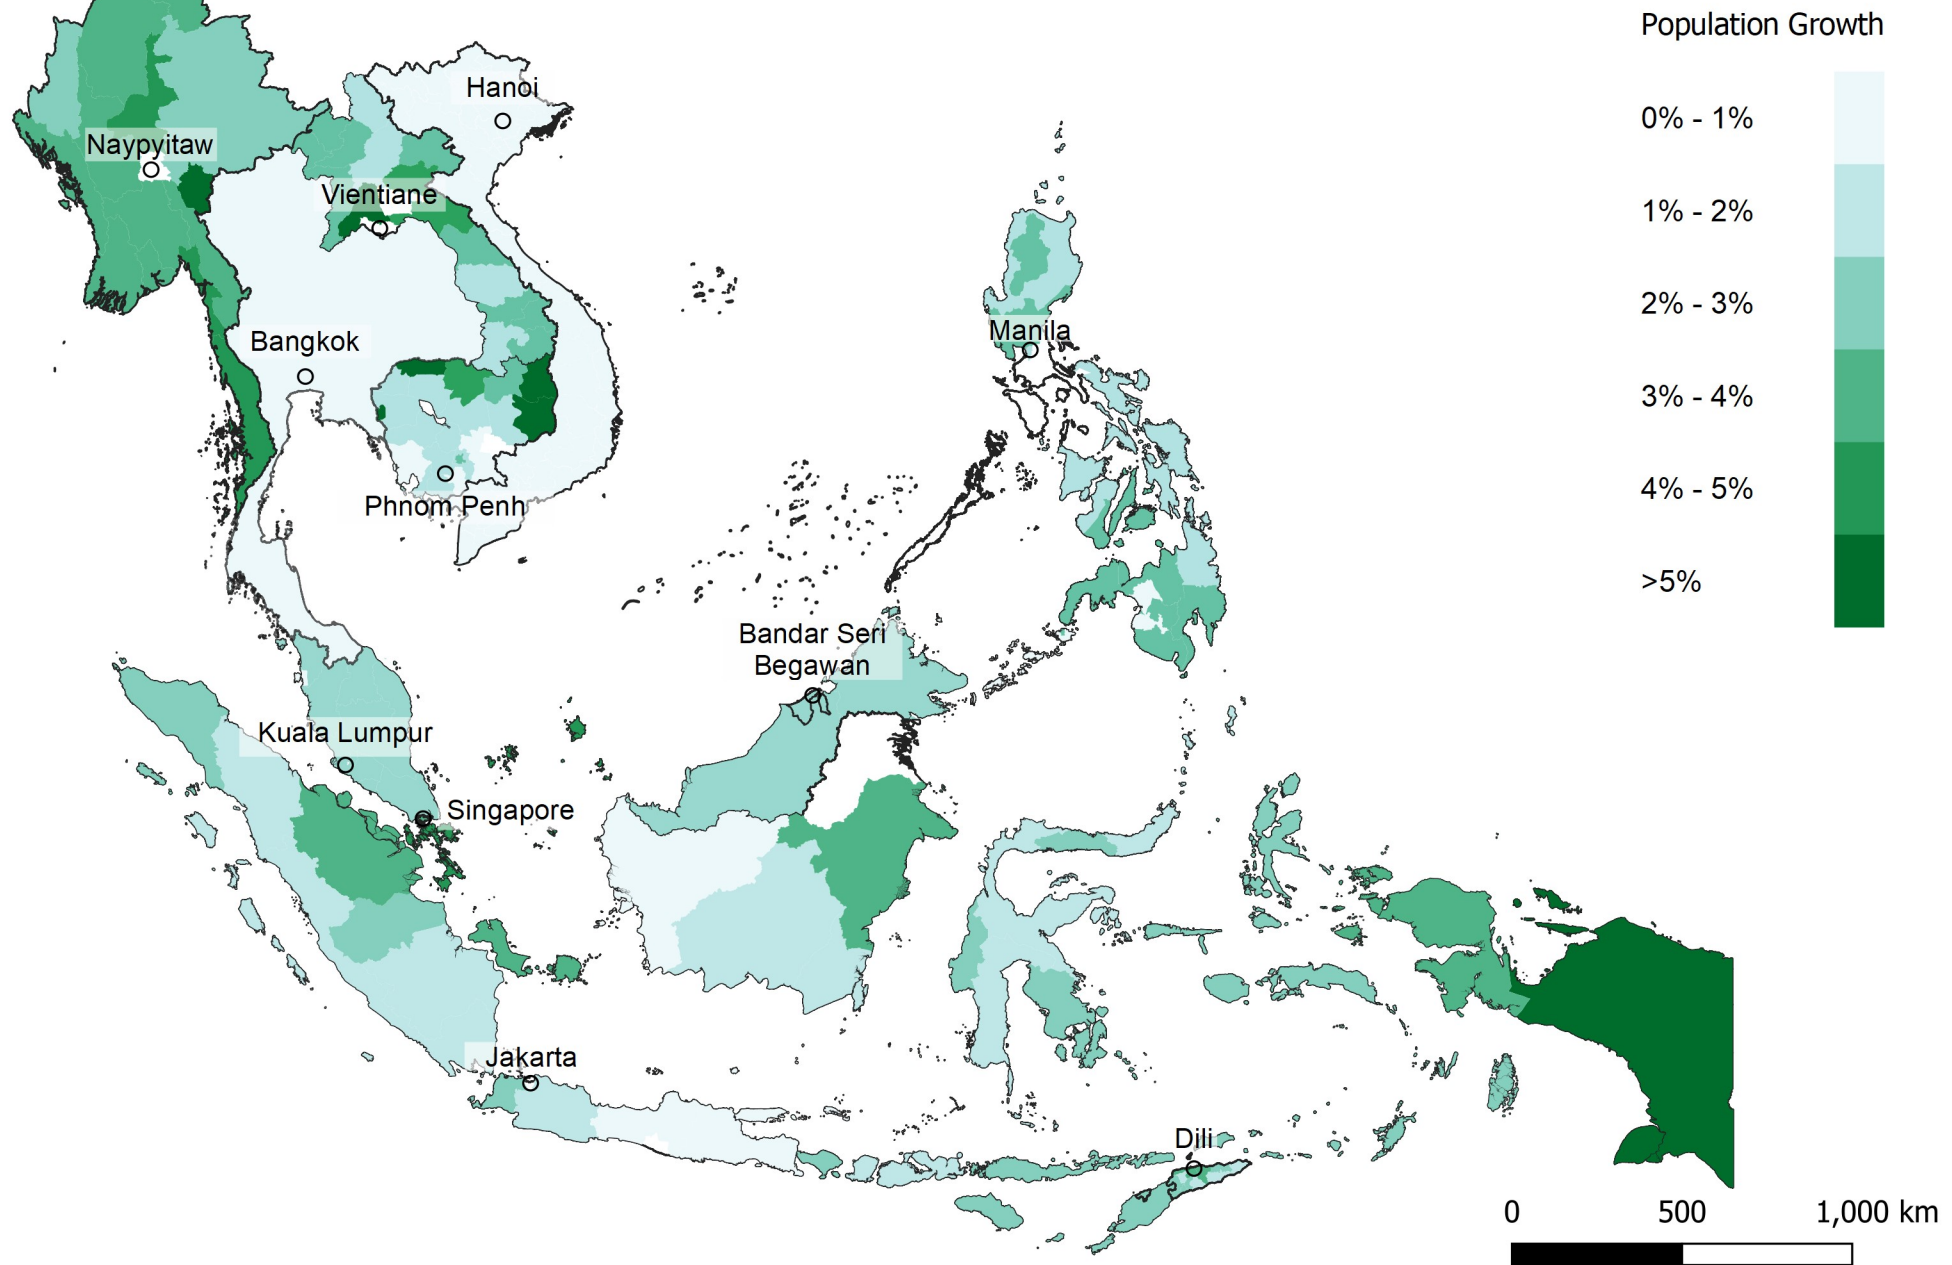 Population Growth
0% - 1%
1% - 2%
2% - 3%
3% - 4%
4% - 5%
>5%
Hanoi
Naypyitaw
Vientiane
Bangkok
Manila
Phnom Penh
Bandar Seri
Begawan
Kuala Lumpur
Singapore
Jakarta
Dili
0 500 1,000 km